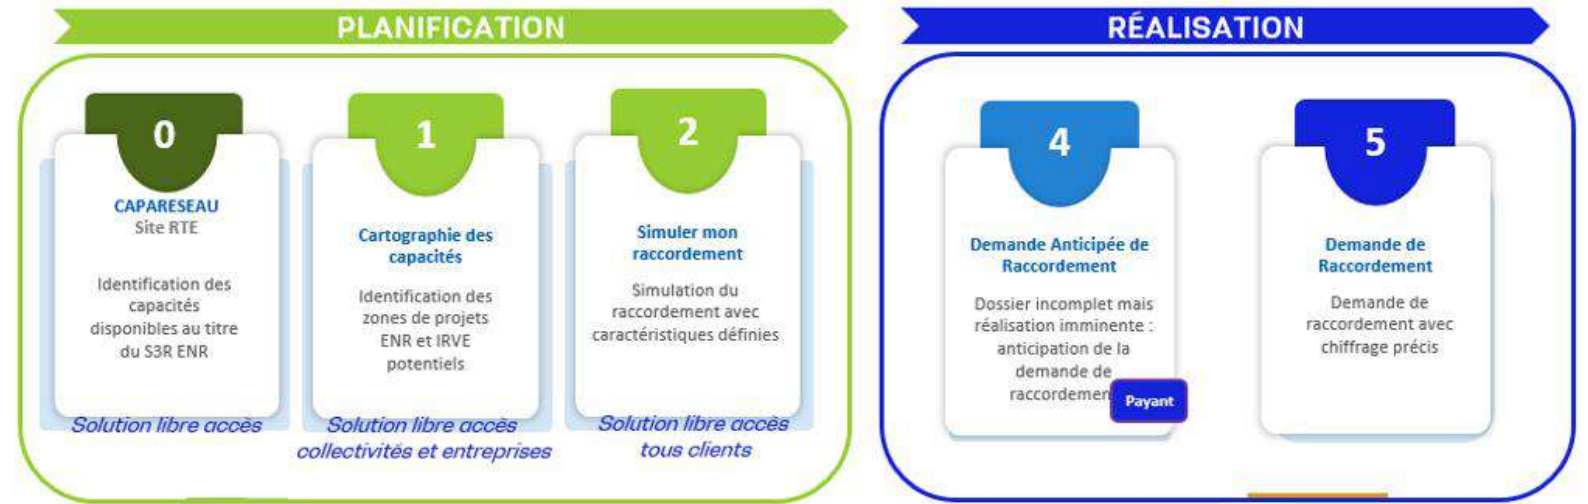 PLANIFICATION
0
CAPARESEAU
Site RTE
Identification des
capacités
disponibles au titre
du S3R ENR
Solution libre accès
1
Cartographie des
capacités
Identification des
zones de projets
ENR et IRVE
potentiels
Solution libre accès
collectivités et entreprises
2
Simuler mon
raccordement
Simulation du
raccordement avec
caractéristiques définies
Solution libre accès
tous clients
RÉALISATION
4
Demande Anticipée de
Raccordement
Dossier incomplet mais
réalisation imminente :
anticipation de la
demande de
raccordemen
Payant
5
Demande de
Raccordement
Demande de
raccordement avec
chiffrage précis